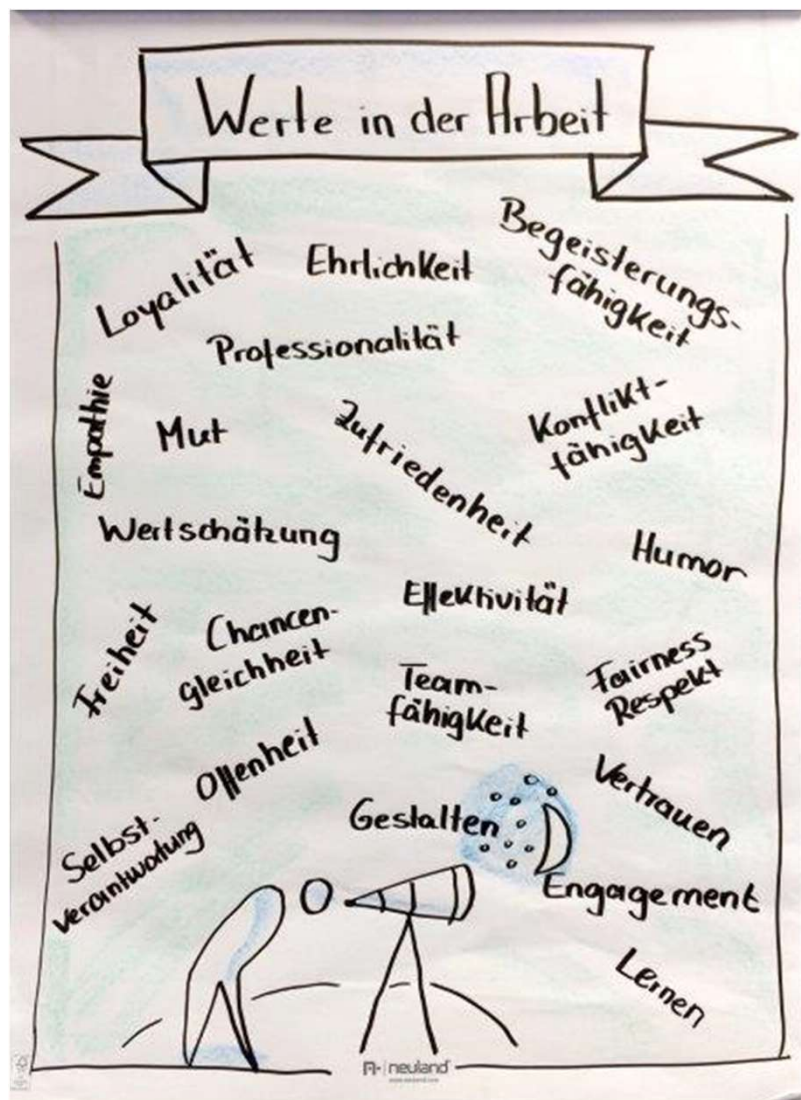 Werte in der Arbeit
Loyalität
Ehrlichkeit
Begeisterungs-
fähigkeit
Professionalität
Empathie
Mut
Zufriedenheit
Konflikt-
fähigkeit
Wertschätzung
Humor
Effektivität
Freiheit
Chancen-
gleichheit
Team-
fähigkeit
Fairness
Respekt
Offenheit
Vertrauen
Gestalten
Selbst-
verantwortung
Engagement
Lernen
neuland